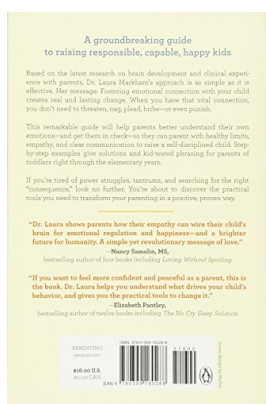 A groundbreaking guide
to raising responsible, capable, happy kids
Based on the latest research on brain development and clinical experi-
ence with parents, Dr. Laura Markham's approach is as simple as it is
effective. Her message: Fostering emotional connection with your child
creates real and lasting change. When you have that vital connection,
you don't need to threaten, nag, plead, bribe—or even punish.
This remarkable guide will help parents better understand their own
emotions—and get them in check—so they can parent with healthy limits,
empathy, and clear communication to raise a self-disciplined child. Step-
by-step examples give solutions and kid-tested phrasing for parents of
toddlers right through the elementary years.
If you're tired of power struggles, tantrums, and searching for the right
"consequence," look no further. You're about to discover the practical
tools you need to transform your parenting in a positive, proven way.
"Dr. Laura shows parents how their empathy can wire their child's
brain for emotional regulation and happiness—and a brighter
future for humanity. A simple yet revolutionary message of love."
—Nancy Samalin, MS,
bestselling author of four books including Loving Without Spoiling
"If you want to feel more confident and peaceful as a parent, this is
the book. Dr. Laura helps you understand what drives your child's
behavior, and gives you the practical tools to change it."
—Elizabeth Pantley,
bestselling author of twelve books including The No Cry Sleep Solution
PARENTING
penguin.com
$16.00 U.S.